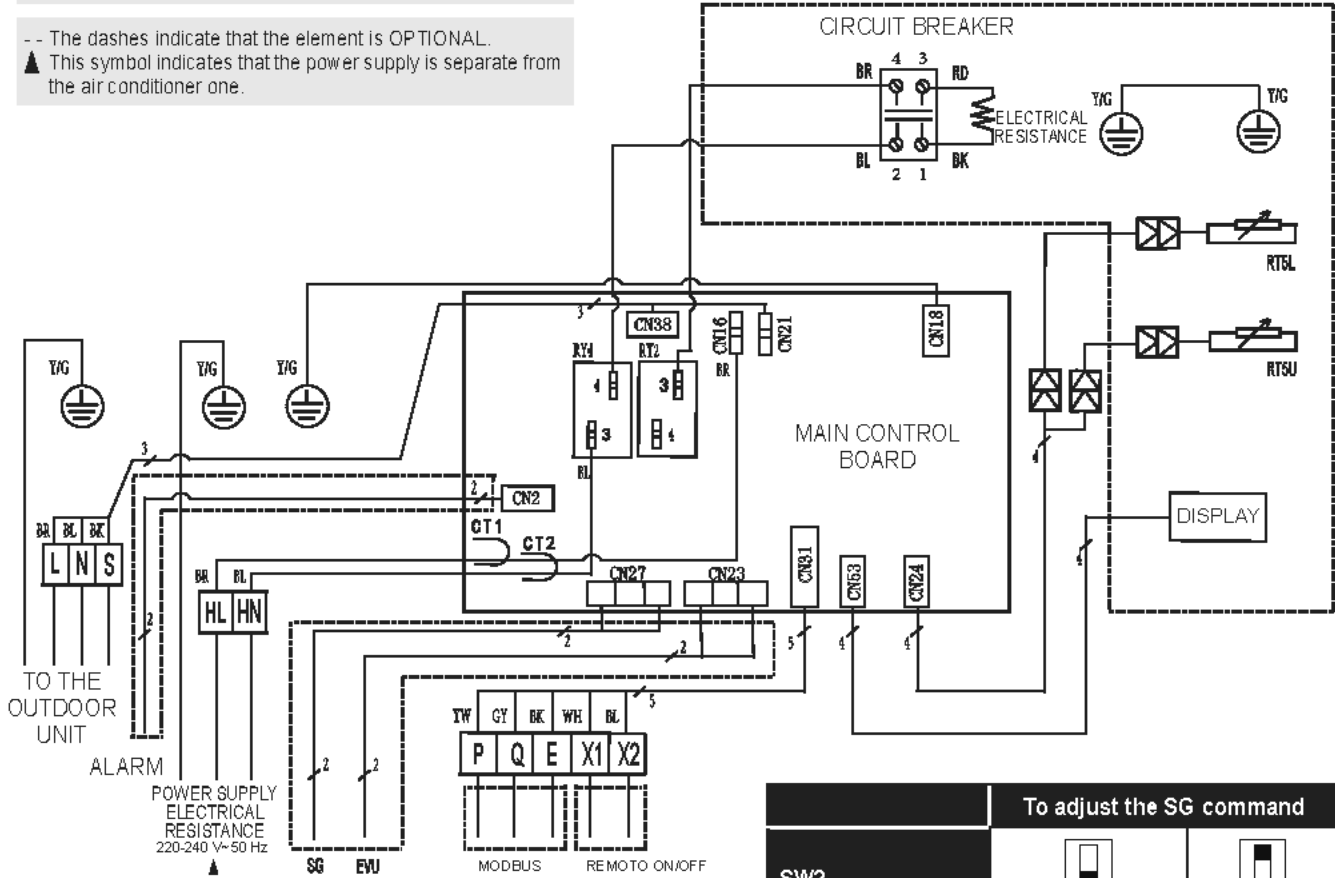 -- The dashes indicate that the element is OPTIONAL.
▲ This symbol indicates that the power supply is separate from
the air conditioner one.
CIRCUIT BREAKER
BR 4 3 RD
ELECTRICAL
RESISTANCE
BL 2 1 BK
Y/G Y/G
RT5L
RT5U
3
CN38
CN16
CN21
CN18
RY4 RY2
BR
4 3
3 4
BL
MAIN CONTROL
BOARD
Y/G Y/G Y/G
3
2 CN2
CT1
CT2
BR BL BK
L N S
BR BL
HL HN
CN27 CN23
CN31
CN53
CN24
4
4
DISPLAY
2
2
2
5 4 4
5
TO THE
OUTDOOR
UNIT
ALARM
POWER SUPPLY
ELECTRICAL
RESISTANCE
220-240 V~ 50 Hz
▲
2 2
SG EVU
YW GY BK WH BL
P Q E X1 X2
MODBUS REMOTO ON/OFF
To adjust the SG command
SW2